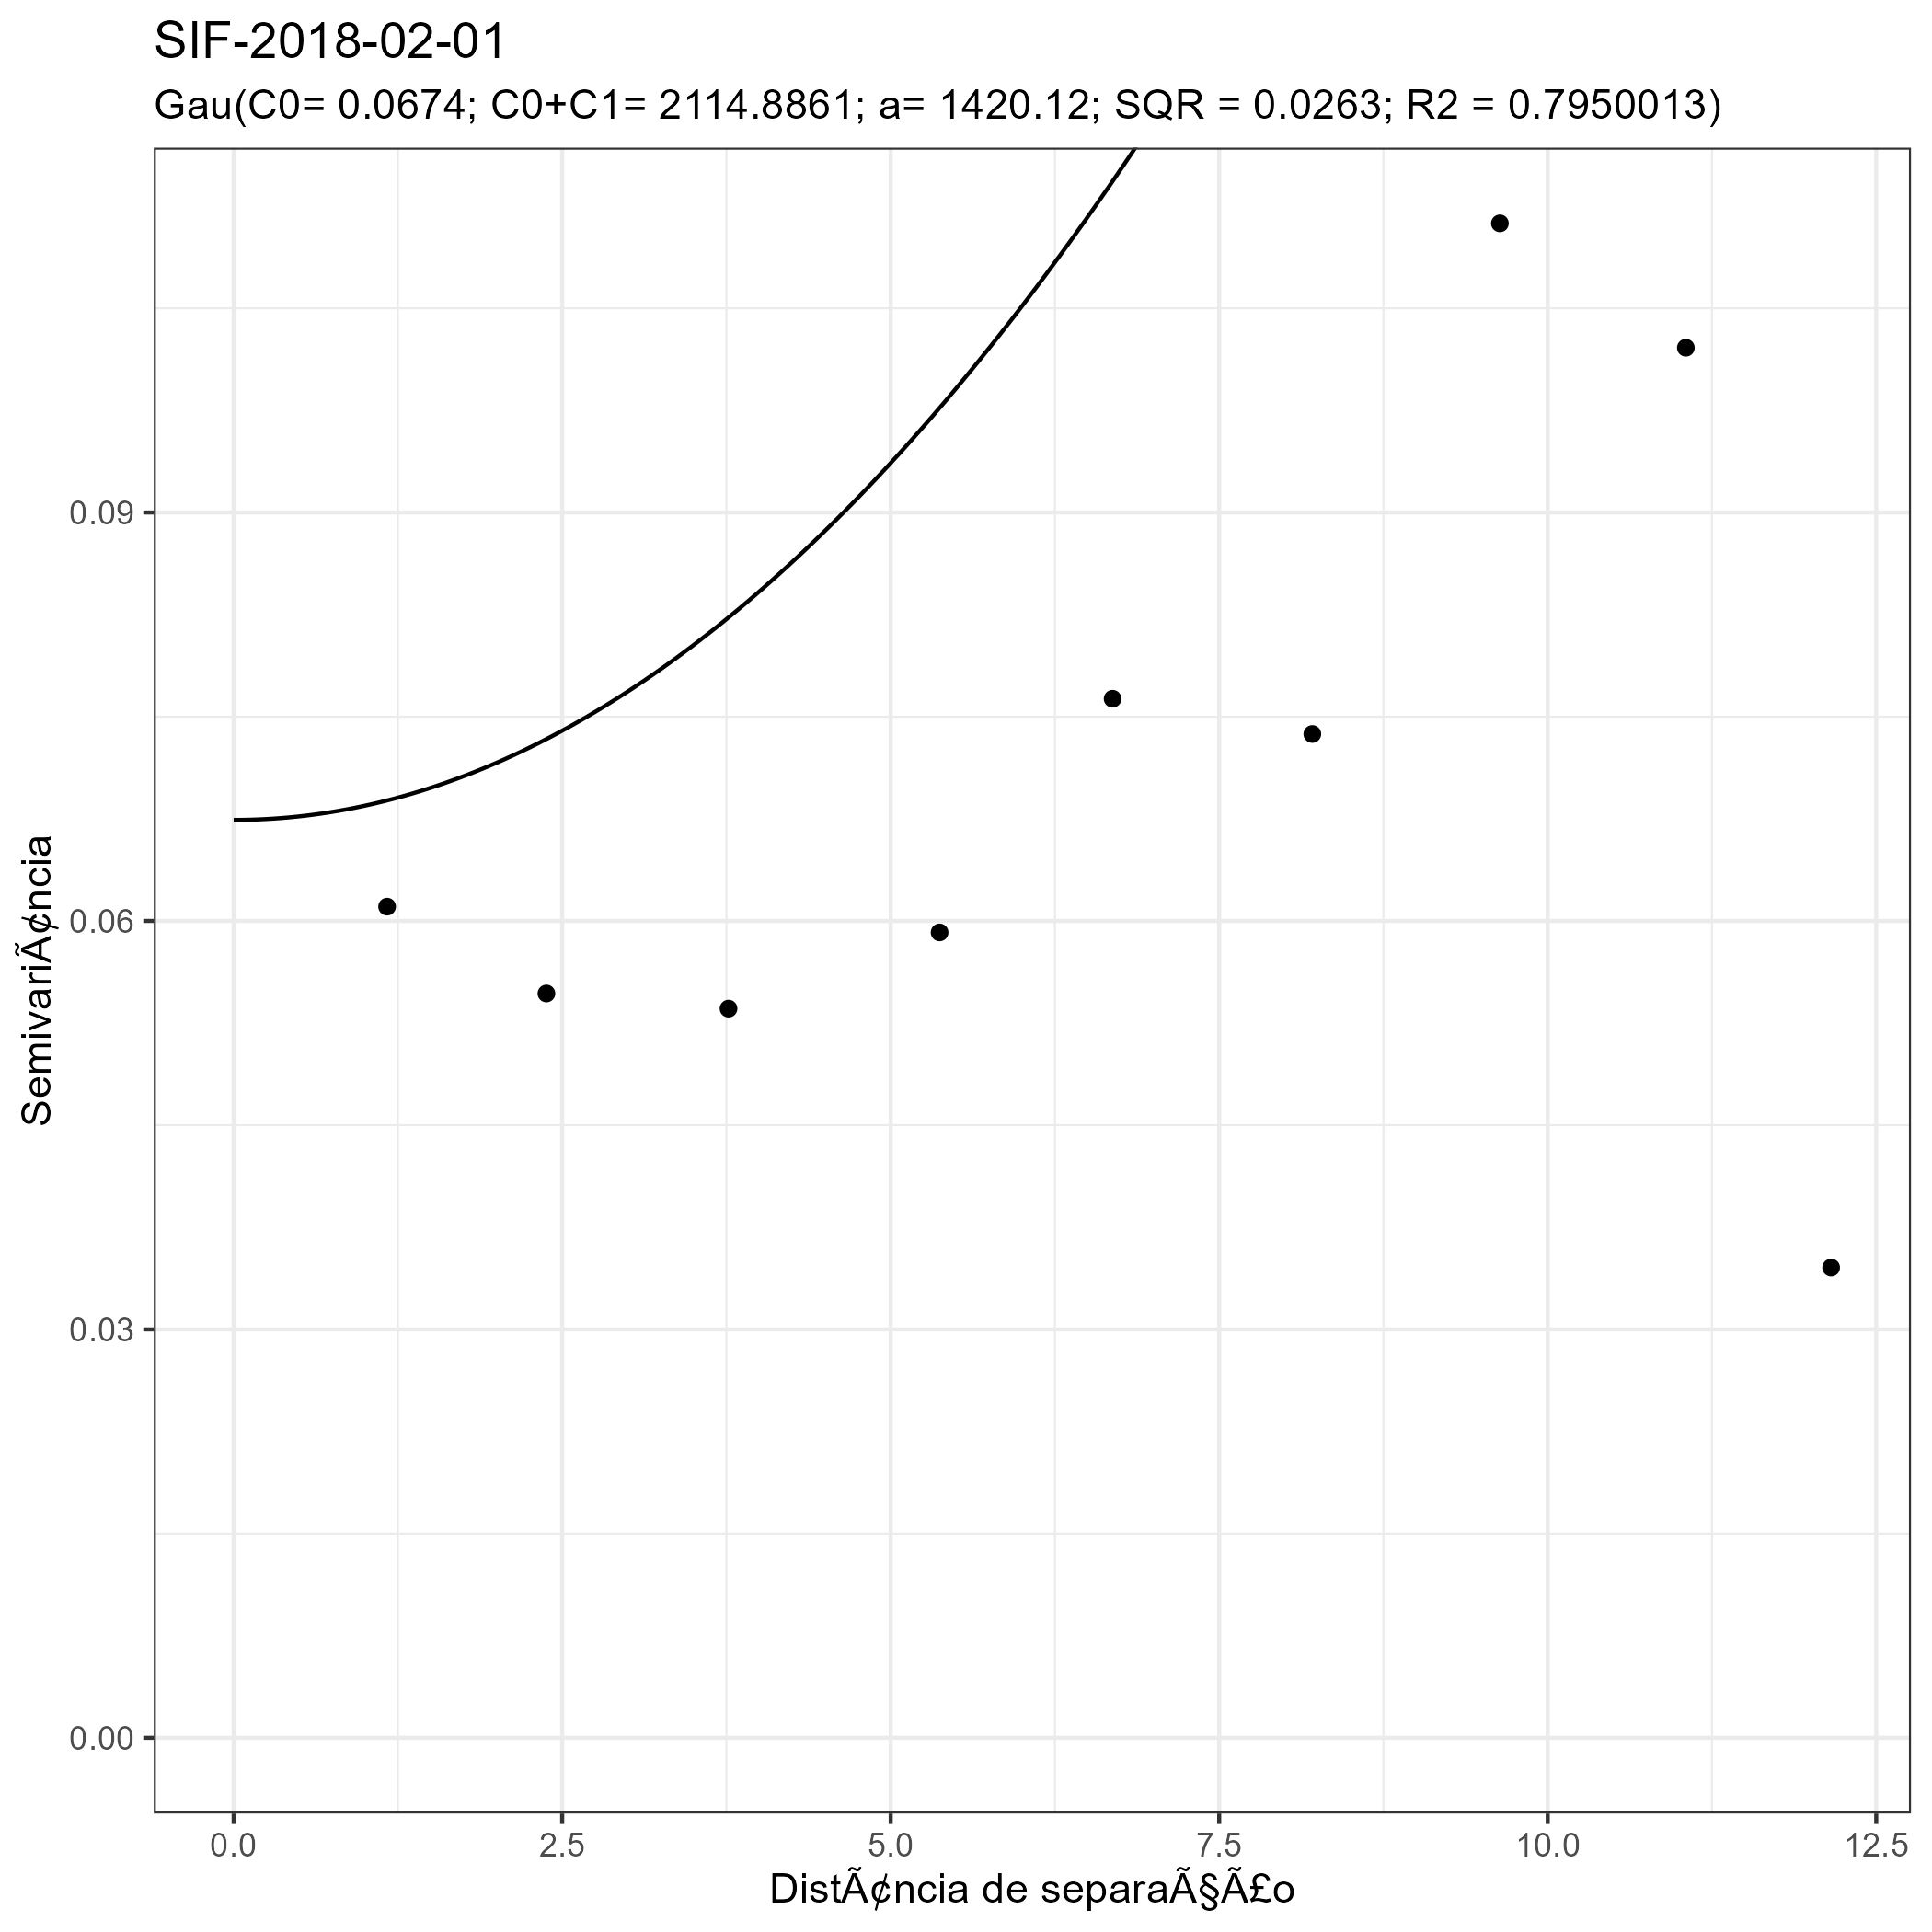 SIF-2018-02-01
Gau(C0= 0.0674; C0+C1= 2114.8861; a= 1420.12; SQR = 0.0263; R2 = 0.7950013)
SemivariÃ¢ncia
0.09
0.06
0.03
0.00
0.0 2.5 5.0 7.5 10.0 12.5
DistÃ¢ncia de separaÃ§Ã£o